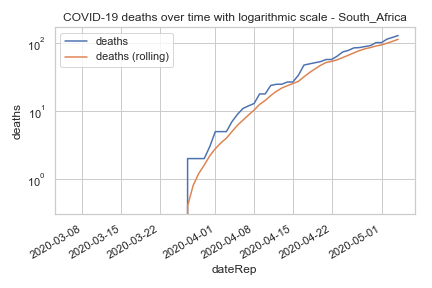 COVID-19 deaths over time with logarithmic scale - South_Africa
deaths
deaths (rolling)
10²
10¹
10⁰
deaths
2020-03-08
2020-03-15
2020-03-22
2020-04-01
2020-04-08
2020-04-15
2020-04-22
2020-05-01
dateRep